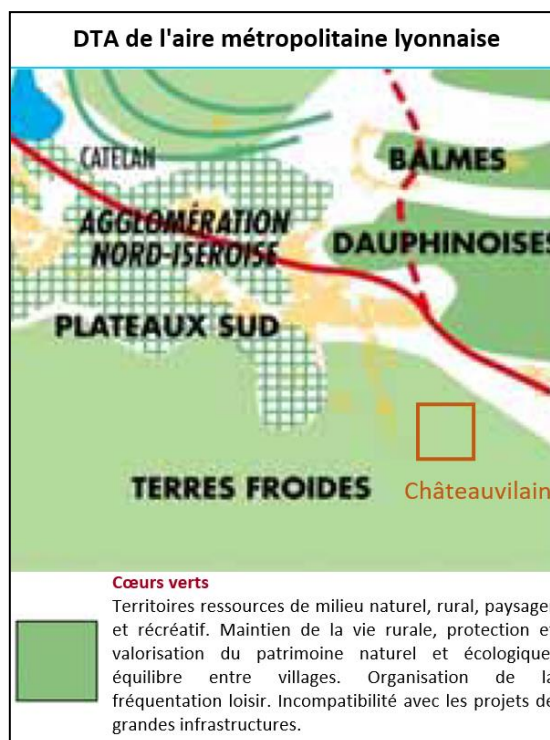 DTA de l'aire métropolitaine lyonnaise
CATELAN
BALMES
AGGLOMÉRATION
NORD-ISEROISE
DAUPHINOISES
PLATEAUX SUD
TERRES FROIDES
Châteauvilain
Cœurs verts
Territoires ressources de milieu naturel, rural, paysager
et récréatif. Maintien de la vie rurale, protection et
valorisation du patrimoine naturel et écologique,
équilibre entre villages. Organisation de la
fréquentation loisir. Incompatibilité avec les projets de
grandes infrastructures.